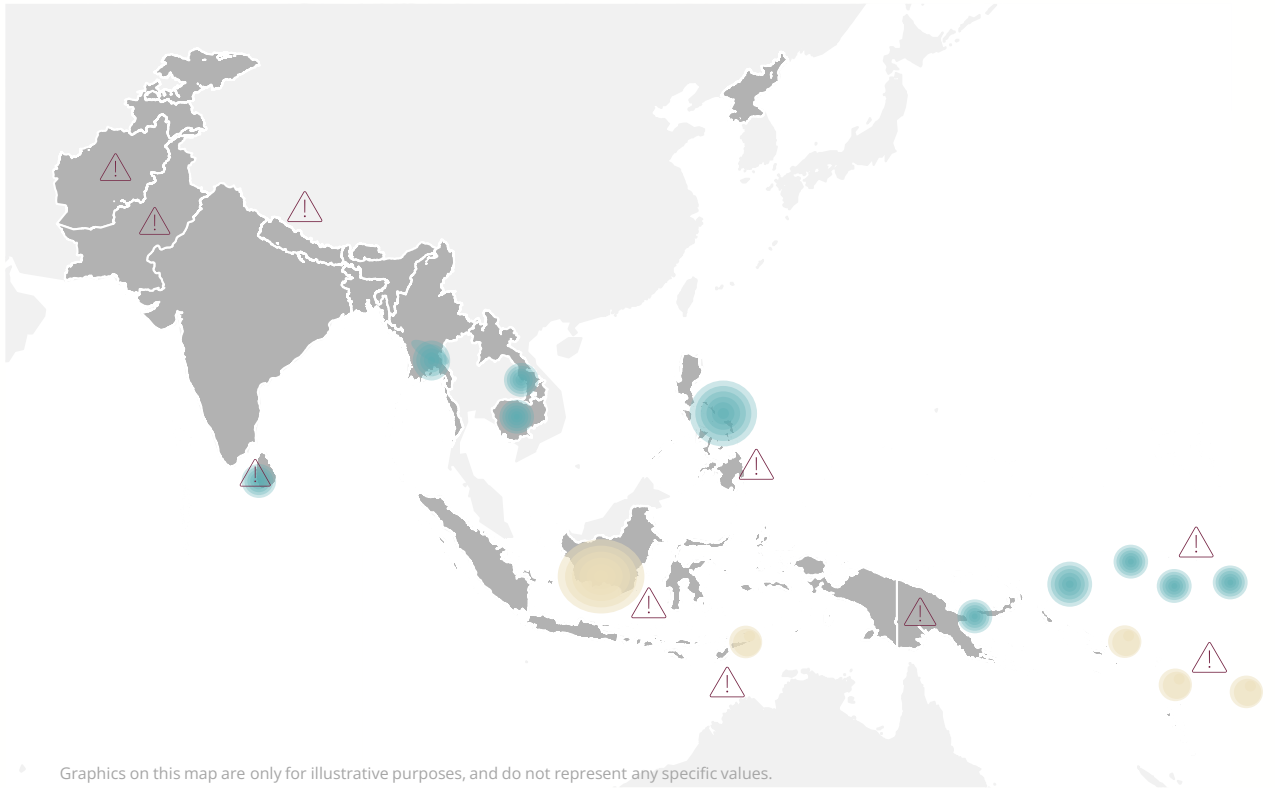 Graphics on this map are only for illustrative purposes, and do not represent any specific values.